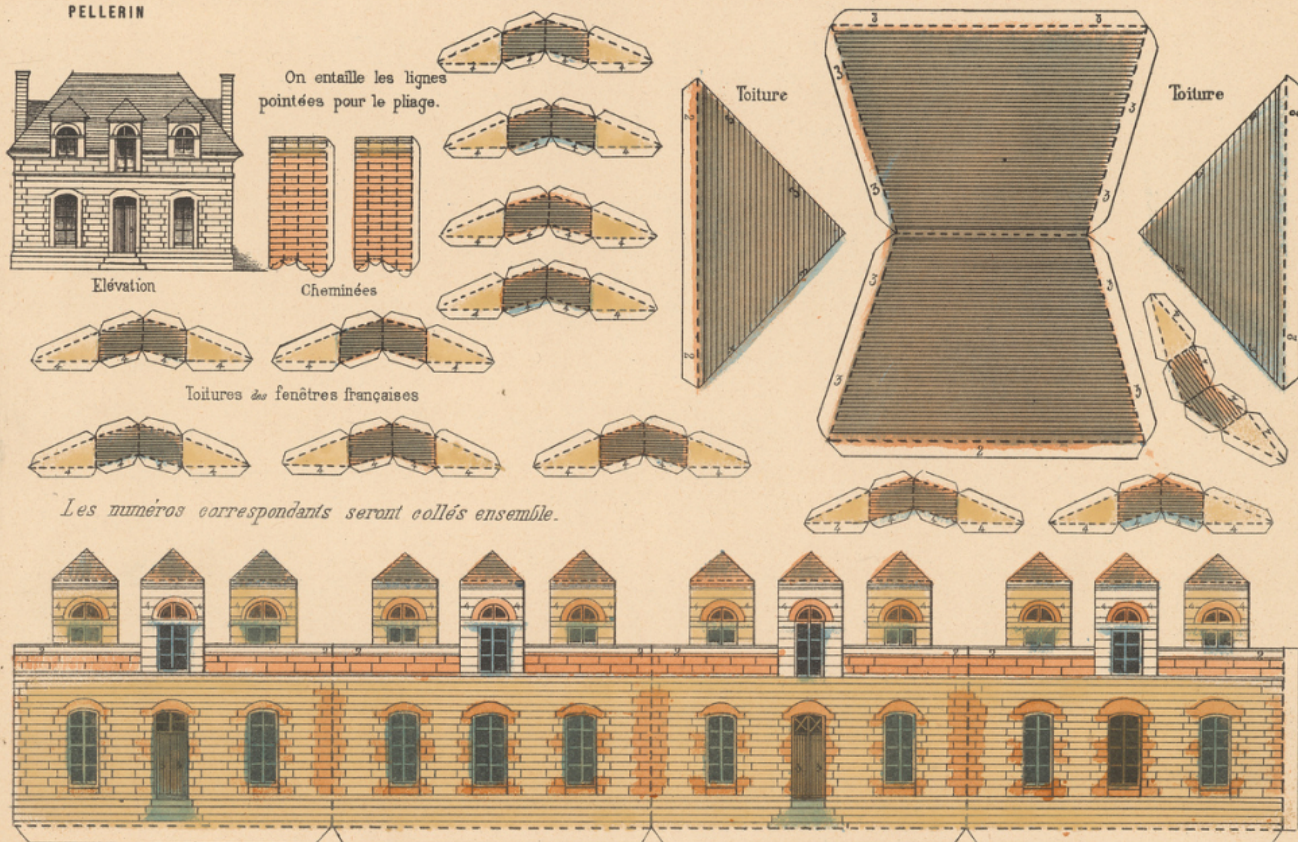 PELLERIN
On entaille les lignes
pointées pour le pliage.
Toiture
Toiture
Elévation
Cheminées
Toitures des fenêtres françaises
Les numéros correspondants seront collés ensemble.